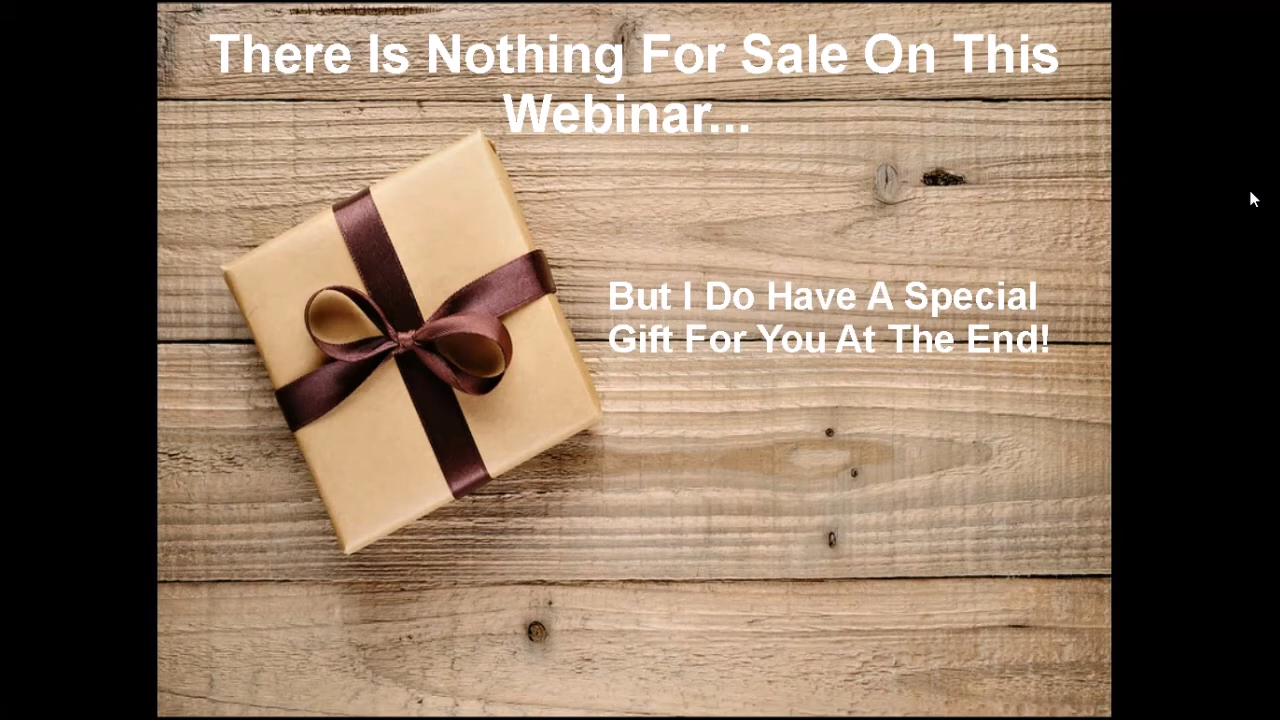 There Is Nothing For Sale On This
Webinar...
But I Do Have A Special
Gift For You At The End!